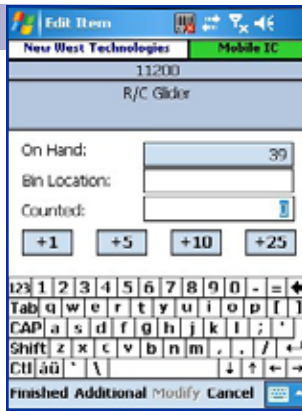 Edit Item
New West Technologies Mobile IC
11200
R/C Glider
On Hand: 39
Bin Location:
Counted: 0
+1 +5 +10 +25
123 1 2 3 4 5 6 7 8 9 0 - = ←
Tab q w e r t y u i o p [ ]
CAP a s d f g h j k l ; '
Shift z x c v b n m , . / ↵
Ctl áü ` \ ↓ ↑ ← →
Finished Additional Modify Cancel